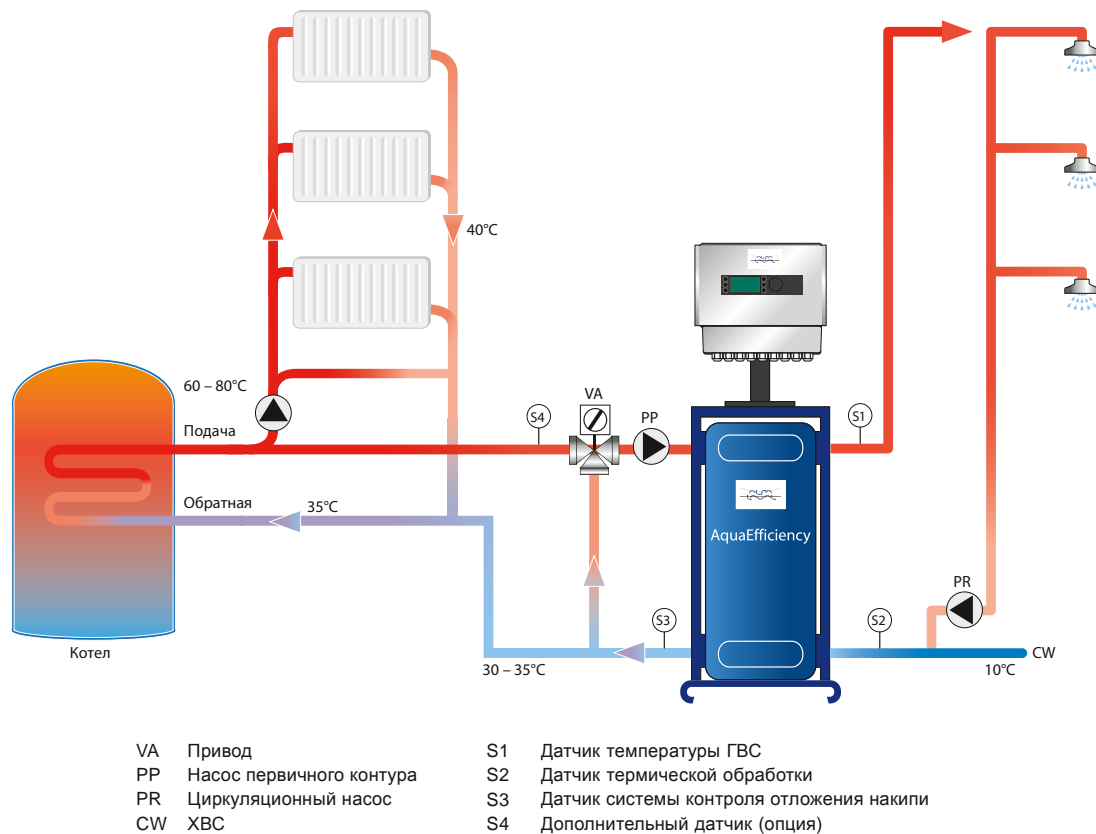 40°C
60 – 80°C
VA
S4
PP
S1
Подача
Обратная
35°C
AquaEfficiency
PR
S3
S2
Котел
30 – 35°C
10°C
CW
VA Привод
PP Насос первичного контура
PR Циркуляционный насос
CW ХВС
S1 Датчик температуры ГВС
S2 Датчик термической обработки
S3 Датчик системы контроля отложения накипи
S4 Дополнительный датчик (опция)